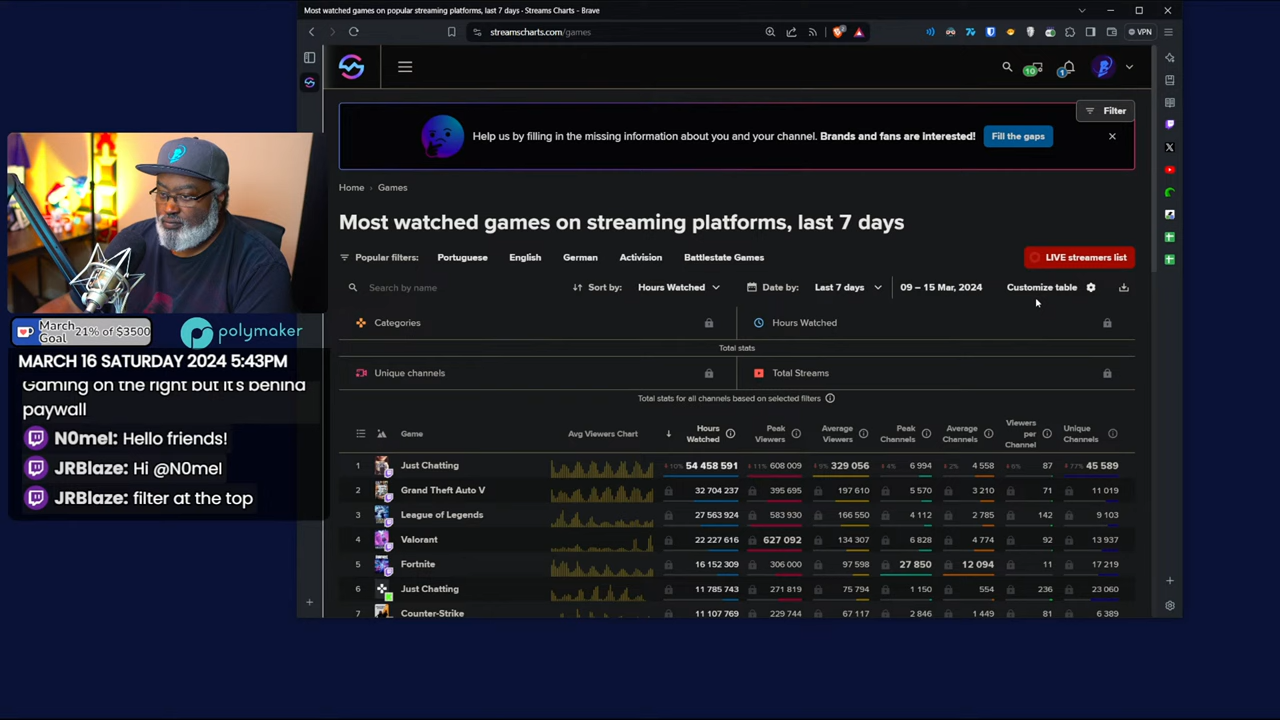 Most watched games on popular streaming platforms, last 7 days · Streams Charts - Brave
streamscharts.com/games
VPN
10
1
Filter
Help us by filling in the missing information about you and your channel. Brands and fans are interested!
Fill the gaps
Home › Games
Most watched games on streaming platforms, last 7 days
Popular filters: Portuguese English German Activision Battlestate Games
LIVE streamers list
Search by name
Sort by: Hours Watched
Date by: Last 7 days
09 – 15 Mar, 2024
Customize table
Categories
Hours Watched
Total stats
Unique channels
Total Streams
Total stats for all channels based on selected filters
Game Avg Viewers Chart Hours Watched Peak Viewers Average Viewers Peak Channels Average Channels Viewers per Channel Unique Channels
1 Just Chatting 10% 54 458 591 11% 608 009 9% 329 056 4% 6 994 2% 4 558 6% 87 77% 45 589
2 Grand Theft Auto V 32 704 237 395 695 197 610 5 570 3 210 71 11 019
3 League of Legends 27 563 924 583 930 166 550 4 112 2 785 142 9 103
4 Valorant 22 227 616 627 092 134 307 6 828 4 774 92 13 937
5 Fortnite 16 152 309 306 000 97 598 27 850 12 094 11 17 219
6 Just Chatting 11 785 743 271 819 75 794 1 150 554 236 23 060
7 Counter-Strike 11 107 769 229 744 67 117 2 846 1 449 81 6 389
March Goal 21% of $3500
polymaker
MARCH 16 SATURDAY 2024 5:43PM
Gaming on the right but it's behind
paywall
N0mel: Hello friends!
JRBlaze: Hi @N0mel
JRBlaze: filter at the top